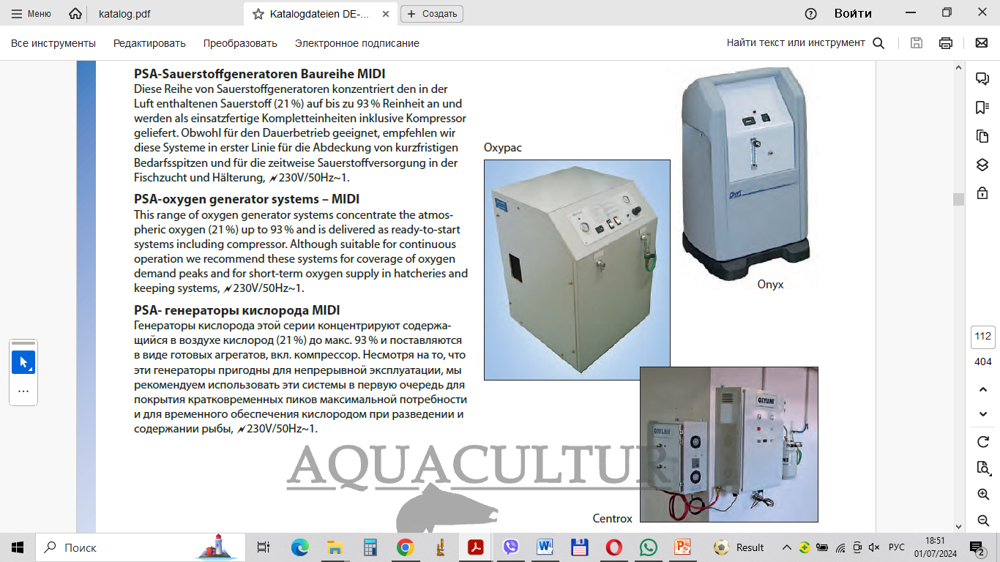 Меню
katalog.pdf
Katalogdateien DE-...
Создать
Войти
Все инструменты
Редактировать
Преобразовать
Электронное подписание
Найти текст или инструмент
PSA-Sauerstoffgeneratoren Baureihe MIDI
Diese Reihe von Sauerstoffgeneratoren konzentriert den in der
Luft enthaltenen Sauerstoff (21 %) auf bis zu 93 % Reinheit an und
werden als einsatzfertige Kompletteinheiten inklusive Kompressor
geliefert. Obwohl für den Dauerbetrieb geeignet, empfehlen wir
diese Systeme in erster Linie für die Abdeckung von kurzfristigen
Bedarfsspitzen und für die zeitweise Sauerstoffversorgung in der
Fischzucht und Hälterung, 230V/50Hz~1.
PSA-oxygen generator systems – MIDI
This range of oxygen generator systems concentrate the atmos-
pheric oxygen (21 %) up to 93 % and is delivered as ready-to-start
systems including compressor. Although suitable for continuous
operation we recommend these systems for coverage of oxygen
demand peaks and for short-term oxygen supply in hatcheries and
keeping systems, 230V/50Hz~1.
PSA- генераторы кислорода MIDI
Генераторы кислорода этой серии концентрируют содержа-
щийся в воздухе кислород (21 %) до макс. 93 % и поставляются
в виде готовых агрегатов, вкл. компрессор. Несмотря на то, что
эти генераторы пригодны для непрерывной эксплуатации, мы
рекомендуем использовать эти системы в первую очередь для
покрытия кратковременных пиков максимальной потребности
и для временного обеспечения кислородом при разведении и
содержании рыбы, 230V/50Hz~1.
Oxypac
Onyx
ONYX
OXYLINE
OXYLINE
Centrox
AQUACULTUR
112
404
Поиск
Result
РУС
18:51
01/07/2024
2